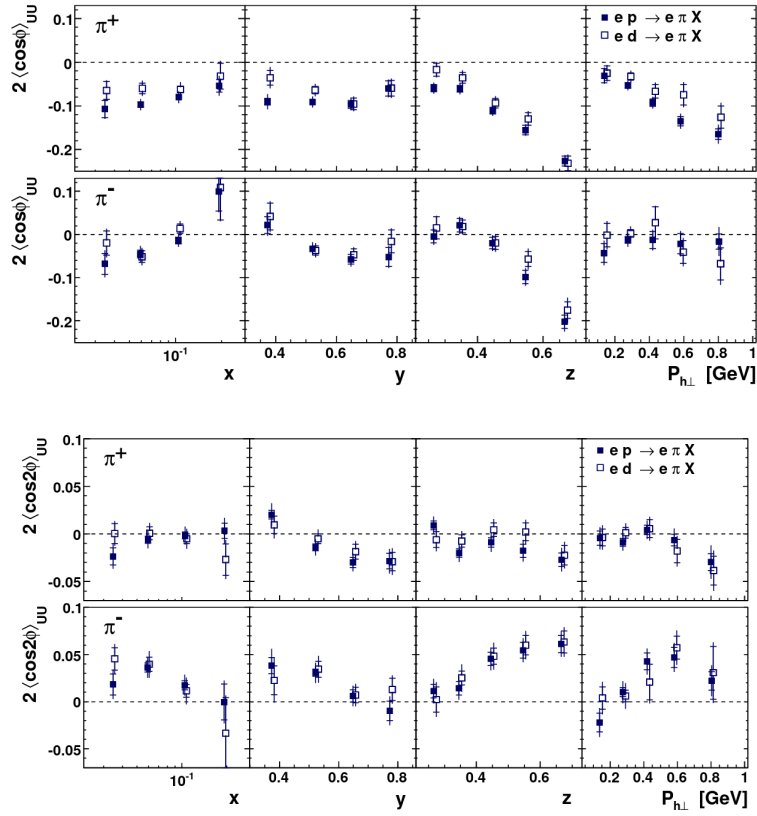 π+
■ e p → e π X
□ e d → e π X
2 ⟨cosϕ⟩UU
0.1
0
-0.1
-0.2
π-
2 ⟨cosϕ⟩UU
0.1
0
-0.1
-0.2
10-1
0.4 0.6 0.8
0.4 0.6
0.2 0.4 0.6 0.8 1
x y z Ph⊥ [GeV]
π+
■ e p → e π X
□ e d → e π X
2 ⟨cos2ϕ⟩UU
0.1
0.05
0
-0.05
π-
2 ⟨cos2ϕ⟩UU
0.1
0.05
0
-0.05
10-1
0.4 0.6 0.8
0.4 0.6
0.2 0.4 0.6 0.8 1
x y z Ph⊥ [GeV]